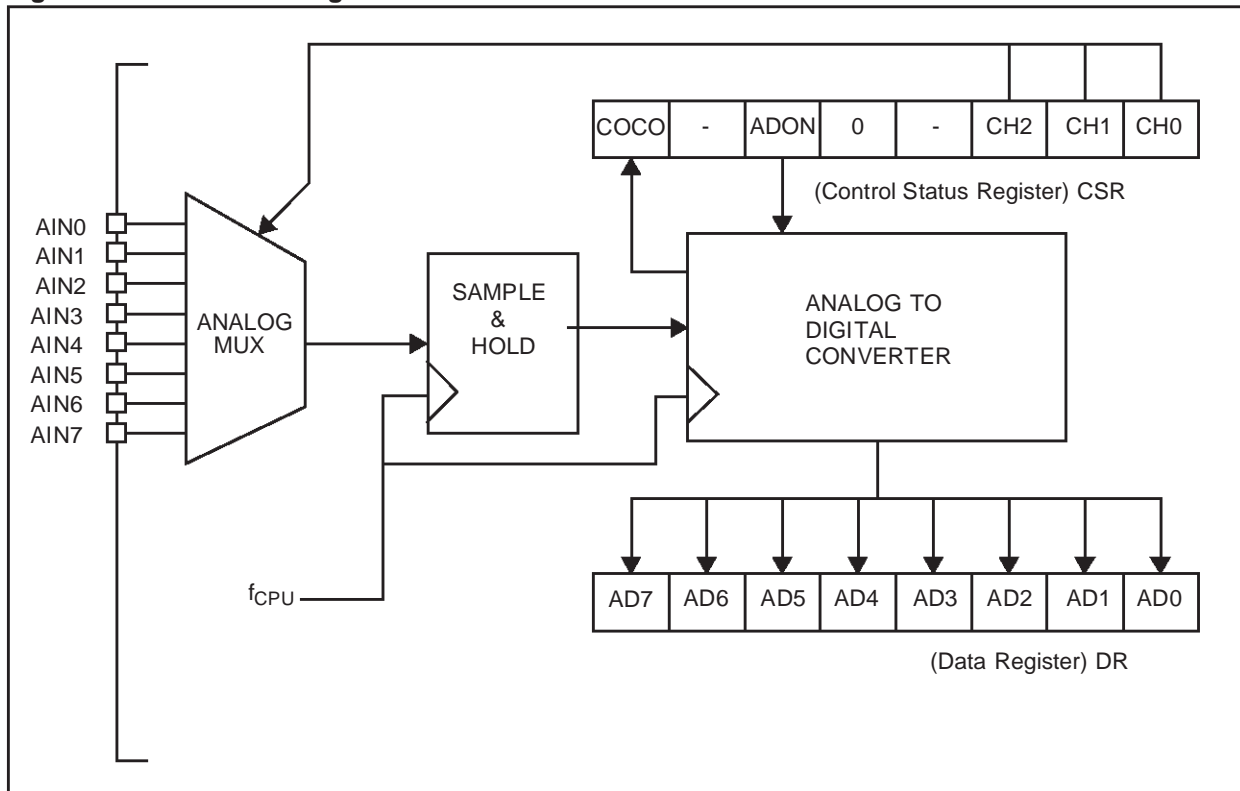 COCO - ADON 0 - CH2 CH1 CH0
(Control Status Register) CSR
AIN0
AIN1
AIN2
AIN3
AIN4
AIN5
AIN6
AIN7
ANALOG
MUX
SAMPLE
&
HOLD
ANALOG TO
DIGITAL
CONVERTER
fCPU
AD7 AD6 AD5 AD4 AD3 AD2 AD1 AD0
(Data Register) DR